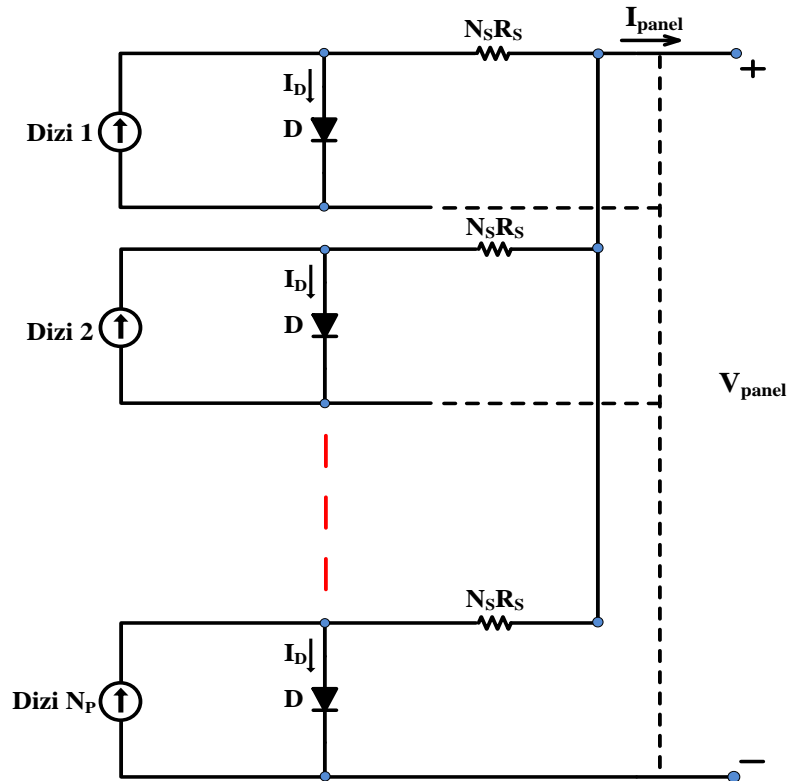 NSRS
Ipanel
+
ID
Dizi 1
D
NSRS
ID
Dizi 2
D
Vpanel
NSRS
ID
Dizi NP
D
−